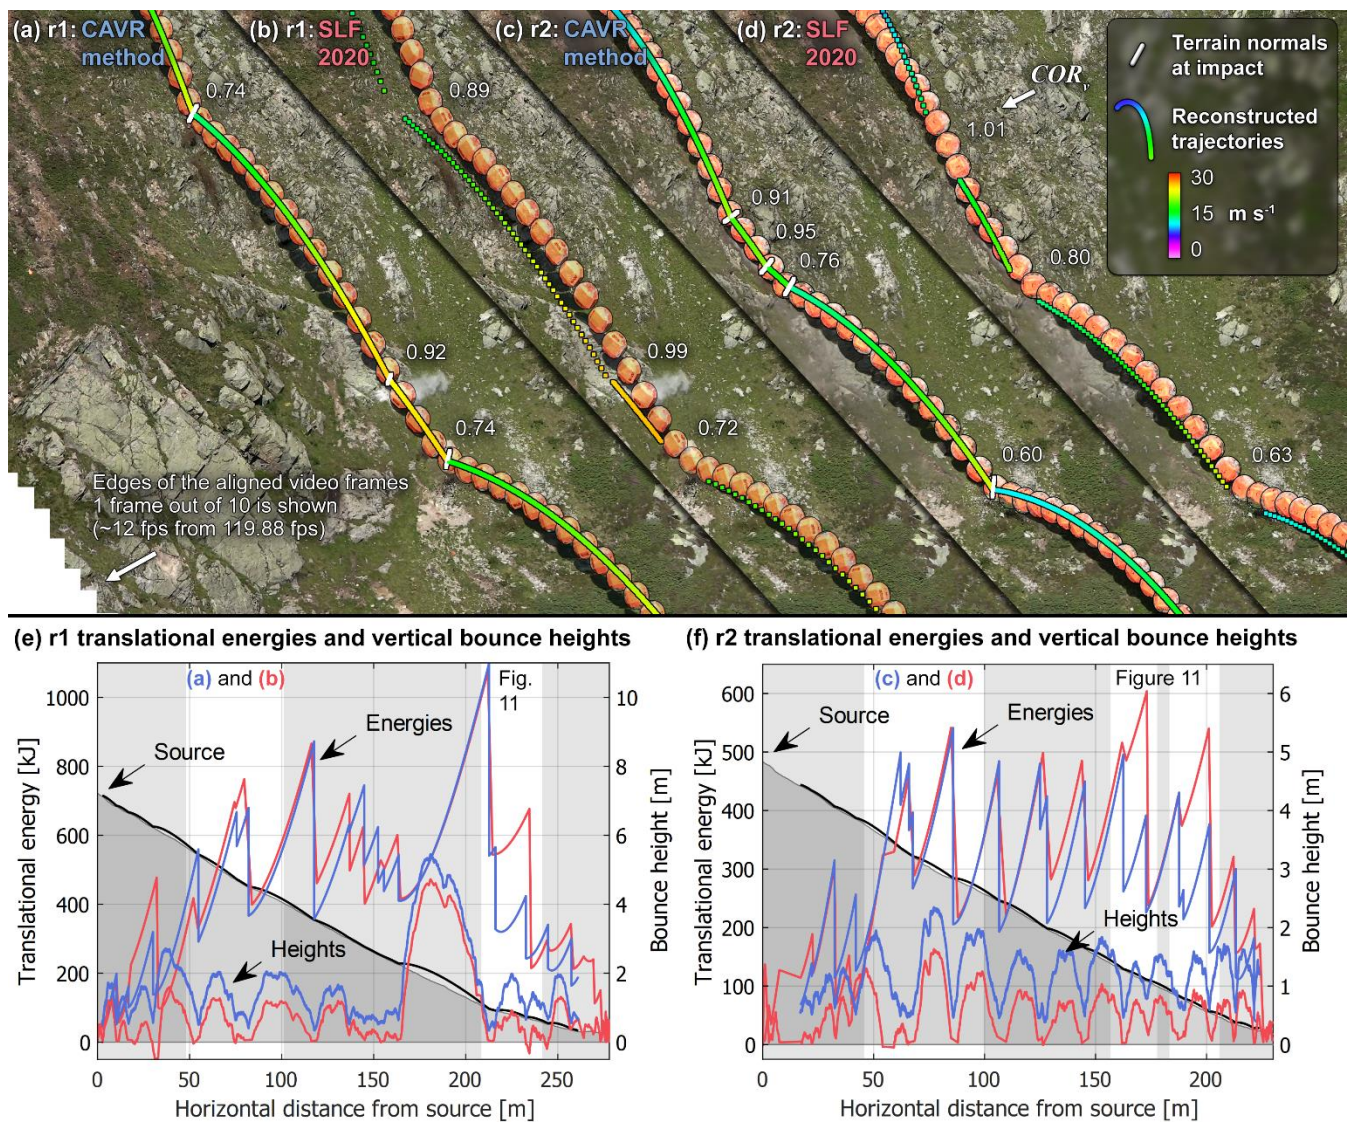 (a) r1: CAVR method
(b) r1: SLF 2020
(c) r2: CAVR method
(d) r2: SLF 2020
CORv
Terrain normals at impact
Reconstructed trajectories
30
15 m s⁻¹
0
0.74
0.92
0.74
0.89
0.99
0.72
0.91
0.95
0.76
0.60
1.01
0.80
0.63
Edges of the aligned video frames
1 frame out of 10 is shown
(~12 fps from 119.88 fps)
(e) r1 translational energies and vertical bounce heights
(a) and (b)
Fig. 11
Source
Energies
Heights
Translational energy [kJ]
1000
800
600
400
200
0
Bounce height [m]
10
8
6
4
2
0
0 50 100 150 200 250
Horizontal distance from source [m]
(f) r2 translational energies and vertical bounce heights
(c) and (d)
Figure 11
Source
Energies
Heights
Translational energy [kJ]
600
500
400
300
200
100
0
Bounce height [m]
6
5
4
3
2
1
0
0 50 100 150 200
Horizontal distance from source [m]